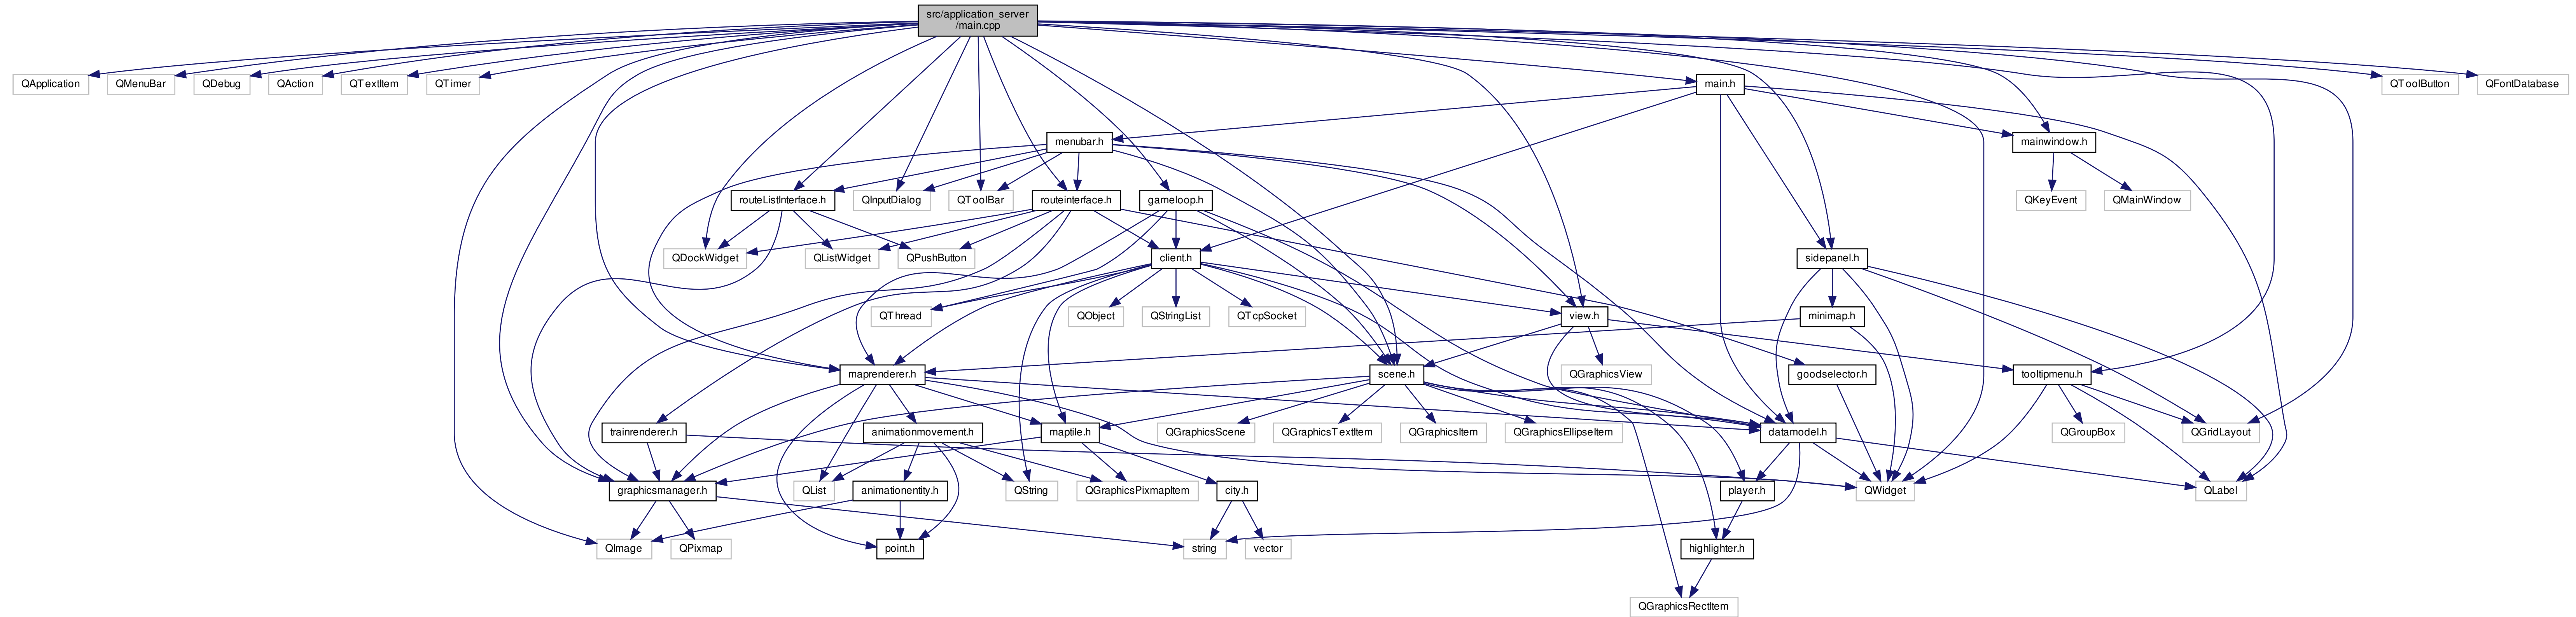 src/application_server
/main.cpp
QApplication
QMenuBar
QDebug
QAction
QTextItem
QTimer
main.h
QToolButton
QFontDatabase
menubar.h
mainwindow.h
routeListInterface.h
QInputDialog
QToolBar
routeinterface.h
gameloop.h
QKeyEvent
QMainWindow
QDockWidget
QListWidget
QPushButton
client.h
sidepanel.h
QThread
QObject
QStringList
QTcpSocket
view.h
minimap.h
maprenderer.h
scene.h
QGraphicsView
goodselector.h
tooltipmenu.h
trainrenderer.h
animationmovement.h
maptile.h
QGraphicsScene
QGraphicsTextItem
QGraphicsItem
QGraphicsEllipseItem
datamodel.h
QGroupBox
QGridLayout
graphicsmanager.h
QList
animationentity.h
QString
QGraphicsPixmapItem
city.h
player.h
QWidget
QLabel
QImage
QPixmap
point.h
string
vector
highlighter.h
QGraphicsRectItem